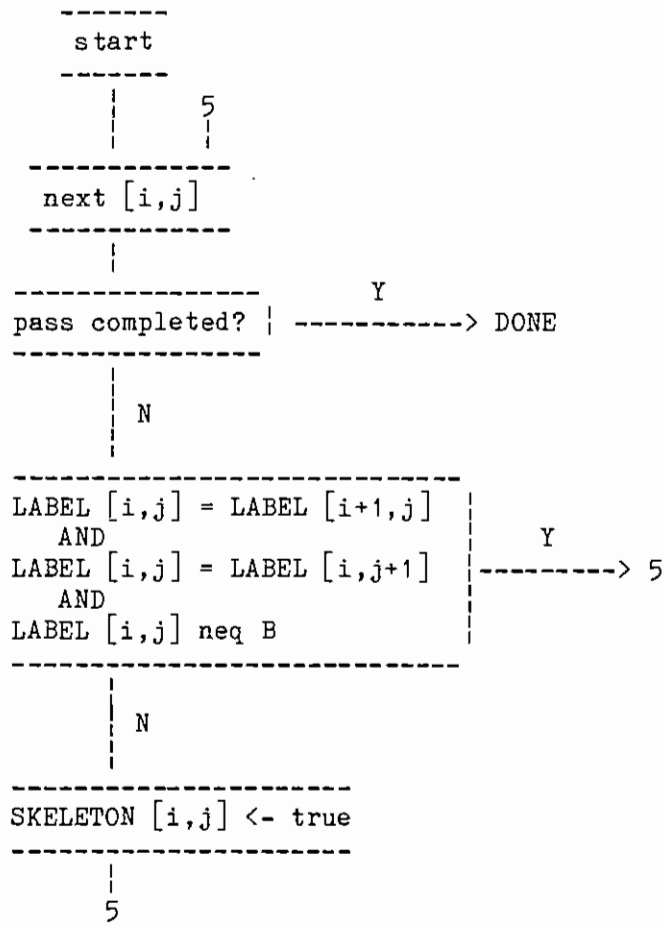 start
5
next [i,j]
Y
pass completed? | -----------> DONE
N
LABEL [i,j] = LABEL [i+1,j]
AND
Y
LABEL [i,j] = LABEL [i,j+1] ----------> 5
AND
LABEL [i,j] neq B
N
SKELETON [i,j] <- true
5